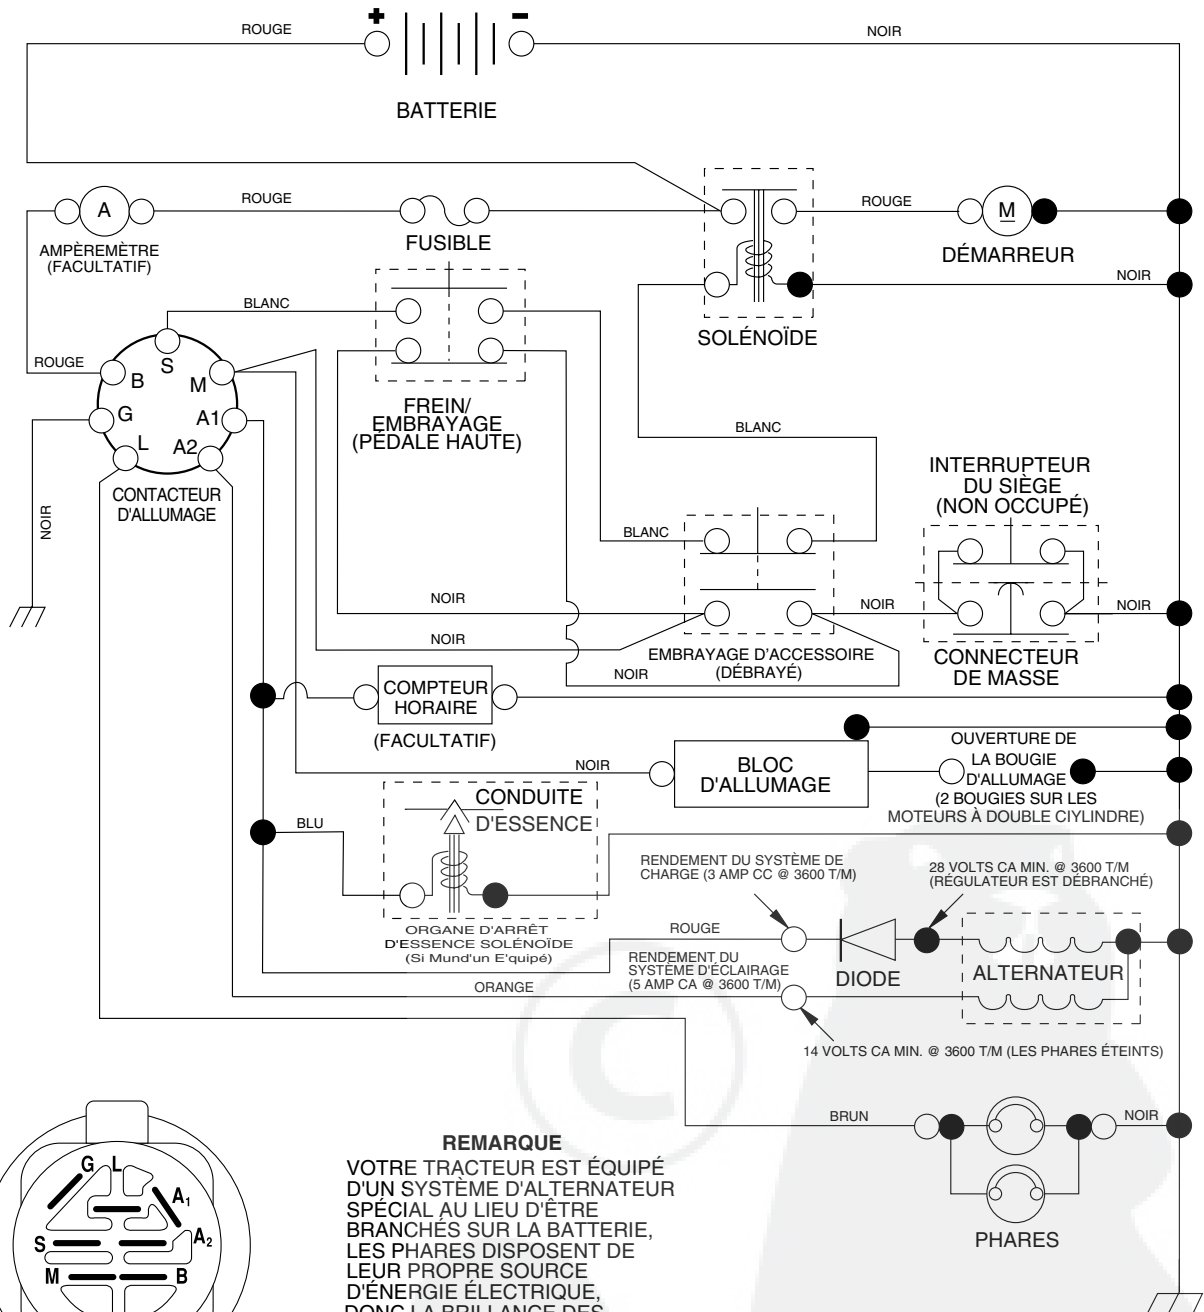 + -
ROUGE
NOIR
BATTERIE
A
ROUGE
AMPÈREMÈTRE
(FACULTATIF)
FUSIBLE
ROUGE
M
DÉMARREUR
NOIR
SOLÉNOÏDE
BLANC
ROUGE
S
B
M
G
A1
L
A2
CONTACTEUR
D'ALLUMAGE
NOIR
FREIN/
EMBRAYAGE
(PÉDALE HAUTE)
BLANC
INTERRUPTEUR
DU SIÈGE
(NON OCCUPÉ)
BLANC
NOIR
NOIR
NOIR
NOIR
NOIR
EMBRAYAGE D'ACCESSOIRE
(DÉBRAYÉ)
CONNECTEUR
DE MASSE
COMPTEUR
HORAIRE
(FACULTATIF)
NOIR
BLOC
D'ALLUMAGE
OUVERTURE DE
LA BOUGIE
D'ALLUMAGE
(2 BOUGIES SUR LES
MOTEURS À DOUBLE CIYLINDRE)
BLU
CONDUITE
D'ESSENCE
ORGANE D'ARRÊT
D'ESSENCE SOLÉNOÏDE
(Si Mund'un E'quipé)
RENDEMENT DU SYSTÈME DE
CHARGE (3 AMP CC @ 3600 T/M)
28 VOLTS CA MIN. @ 3600 T/M
(RÉGULATEUR EST DÉBRANCHÉ)
ROUGE
DIODE
ALTERNATEUR
RENDEMENT DU
SYSTÈME D'ÉCLAIRAGE
(5 AMP CA @ 3600 T/M)
ORANGE
14 VOLTS CA MIN. @ 3600 T/M (LES PHARES ÉTEINTS)
BRUN
NOIR
PHARES
G
L
A1
A2
S
M
B
REMARQUE
VOTRE TRACTEUR EST ÉQUIPÉ
D'UN SYSTÈME D'ALTERNATEUR
SPÉCIAL AU LIEU D'ÊTRE
BRANCHÉS SUR LA BATTERIE,
LES PHARES DISPOSENT DE
LEUR PROPRE SOURCE
D'ÉNERGIE ÉLECTRIQUE,
DONC LA BRILLANCE DES
©